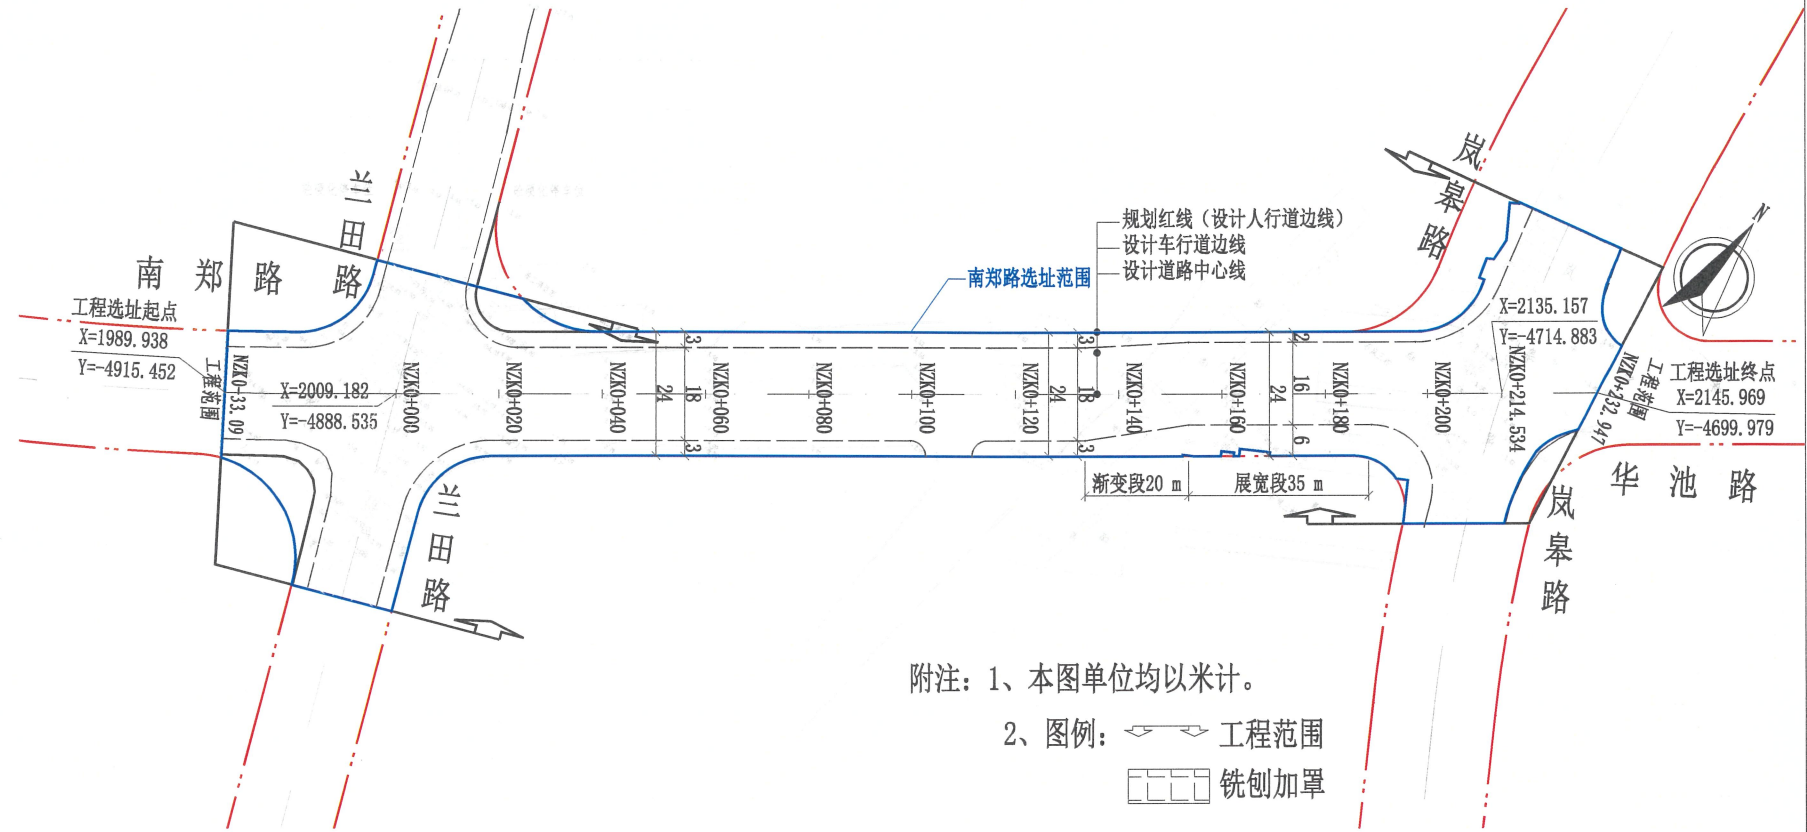 兰田路
南郑路
工程选址起点
X=1989.938
Y=-4915.452
工程范围
NZK0-33.09
X=2009.182
Y=-4888.535
NZK0+000
NZK0+020
NZK0+040
NZK0+060
NZK0+080
NZK0+100
NZK0+120
NZK0+140
NZK0+160
NZK0+180
NZK0+200
NZK0+214.534
NZK0+232.947
工程范围
3
24
18
3
3
24
18
3
2
24
16
6
南郑路选址范围
规划红线（设计人行道边线）
设计车行道边线
设计道路中心线
岚皋路
N
X=2135.157
Y=-4714.883
工程选址终点
X=2145.969
Y=-4699.979
华池路
岚皋路
兰田路
渐变段20 m
展宽段35 m
附注：1、本图单位均以米计。
2、图例：
工程范围
铣刨加罩